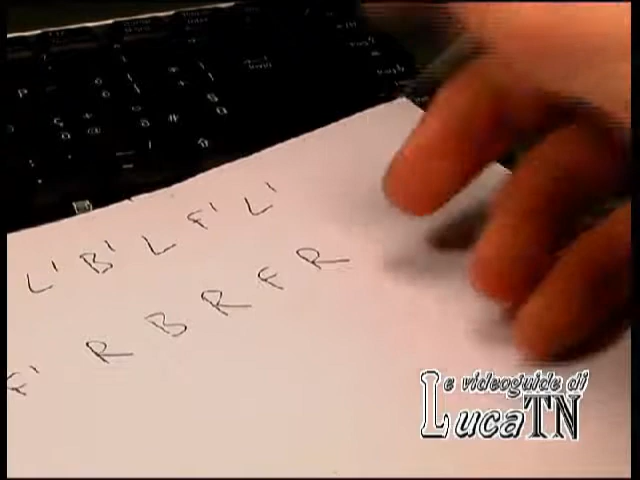 L' B' L F' L'
F' R B R F R
Le videoguide di
LucaTN